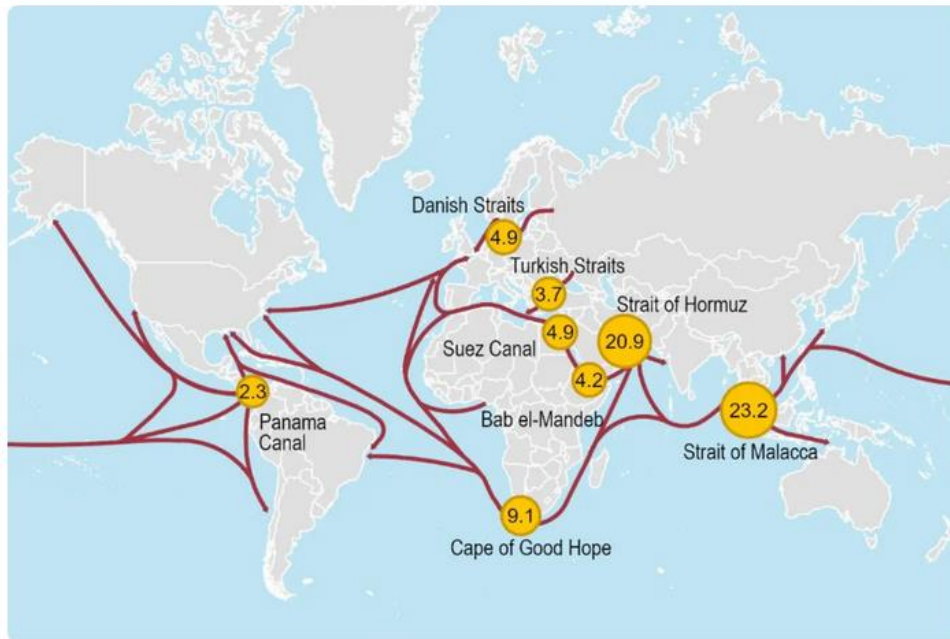 Danish Straits
4.9
Turkish Straits
3.7
Strait of Hormuz
20.9
Suez Canal
4.9
4.2
Bab el-Mandeb
2.3
Panama
Canal
23.2
Strait of Malacca
9.1
Cape of Good Hope